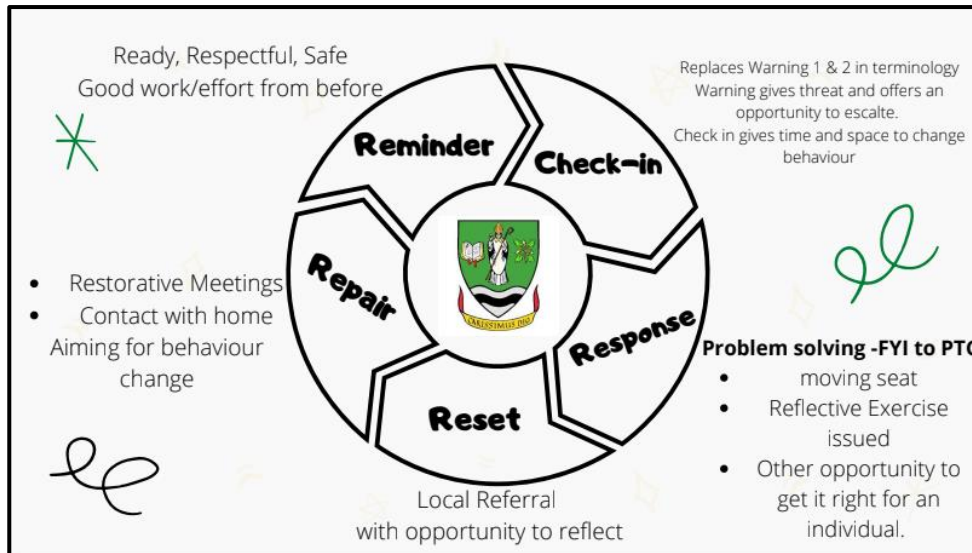 Ready, Respectful, Safe
Good work/effort from before
Reminder
Check-in
Replaces Warning 1 & 2 in terminology
Warning gives threat and offers an
opportunity to escalte.
Check in gives time and space to change
behaviour
Response
Problem solving -FYI to PTC
• moving seat
• Reflective Exercise
issued
• Other opportunity to
get it right for an
individual.
Reset
Local Referral
with opportunity to reflect
Repair
• Restorative Meetings
• Contact with home
Aiming for behaviour
change
CARISSIMUS DEO